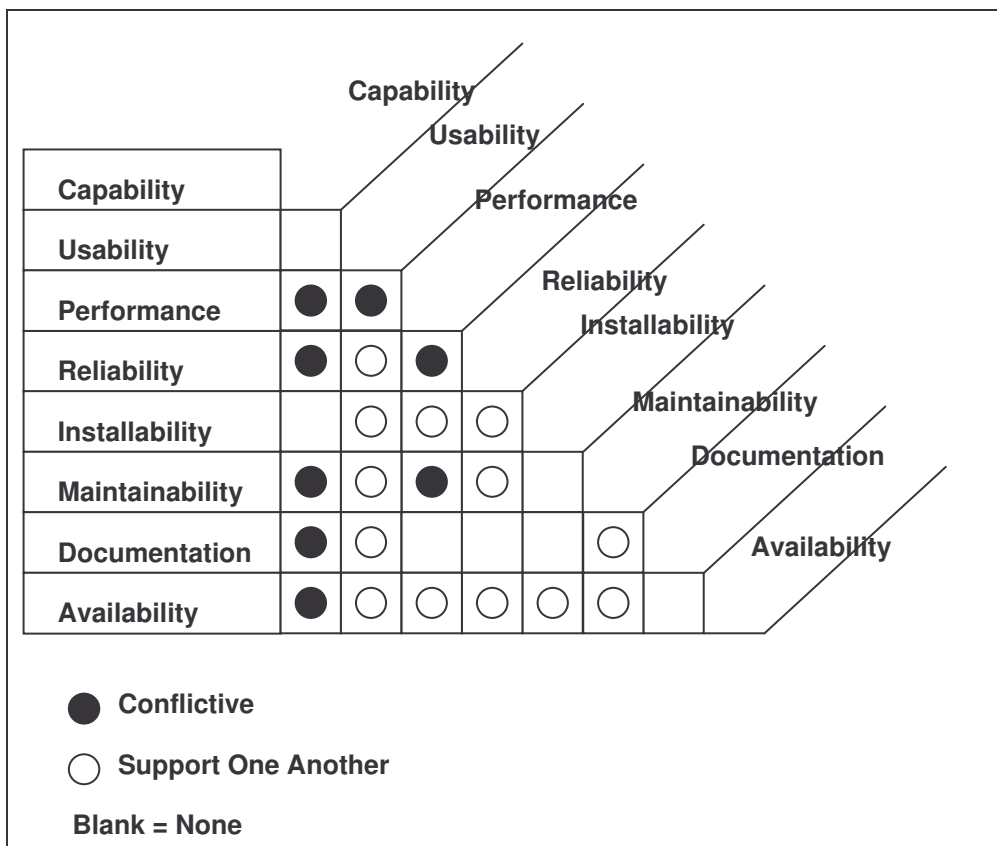 Capability
Usability
Performance
Reliability
Installability
Maintainability
Documentation
Availability
Capability
Usability
Performance
Reliability
Installability
Maintainability
Documentation
Availability
Conflictive
Support One Another
Blank = None